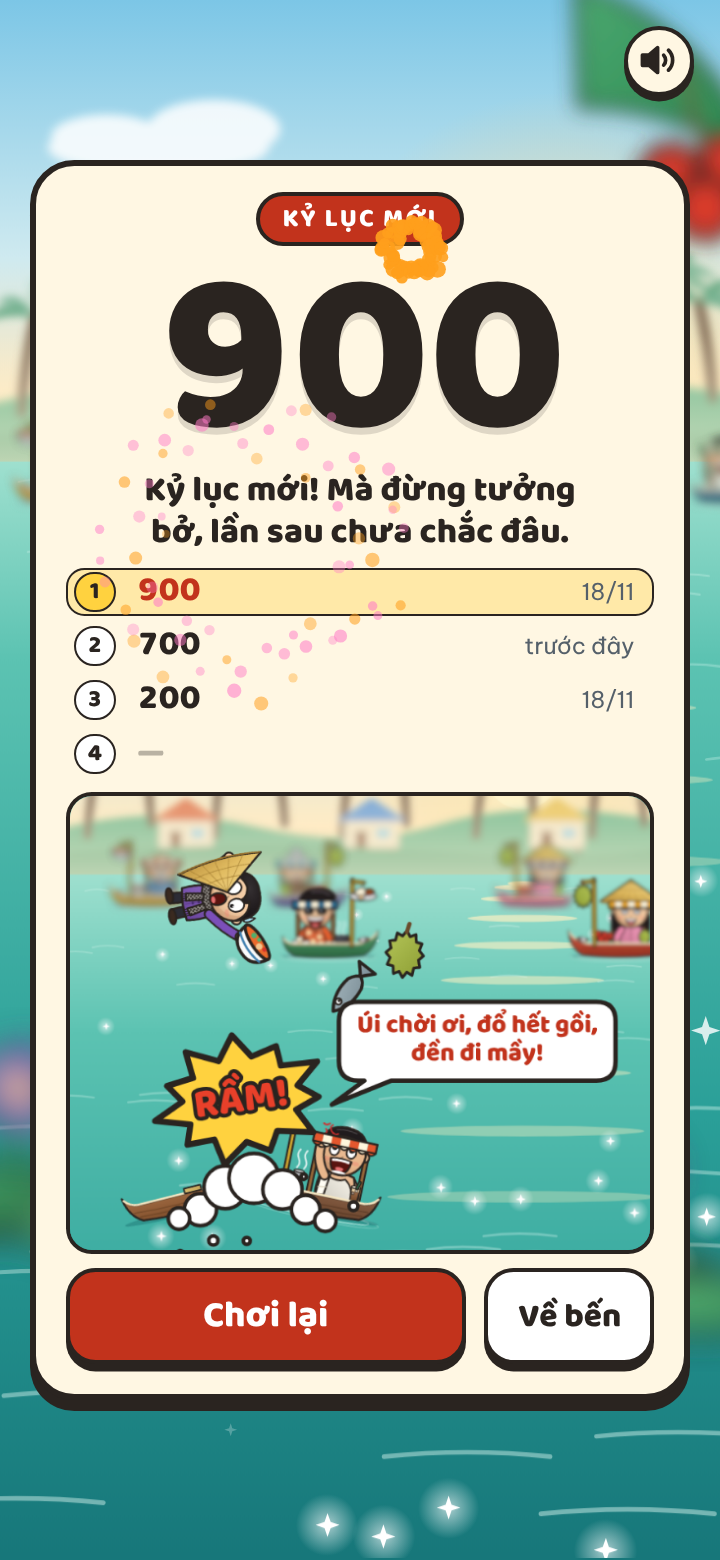 KỶ LỤC MỚI
900
Kỷ lục mới! Mà đừng tưởng
bở, lần sau chưa chắc đâu.
1 900 18/11
2 700 trước đây
3 200 18/11
4 —
Úi chời ơi, đổ hết gồi,
đền đi mầy!
RẦM!
Chơi lại
Về bến